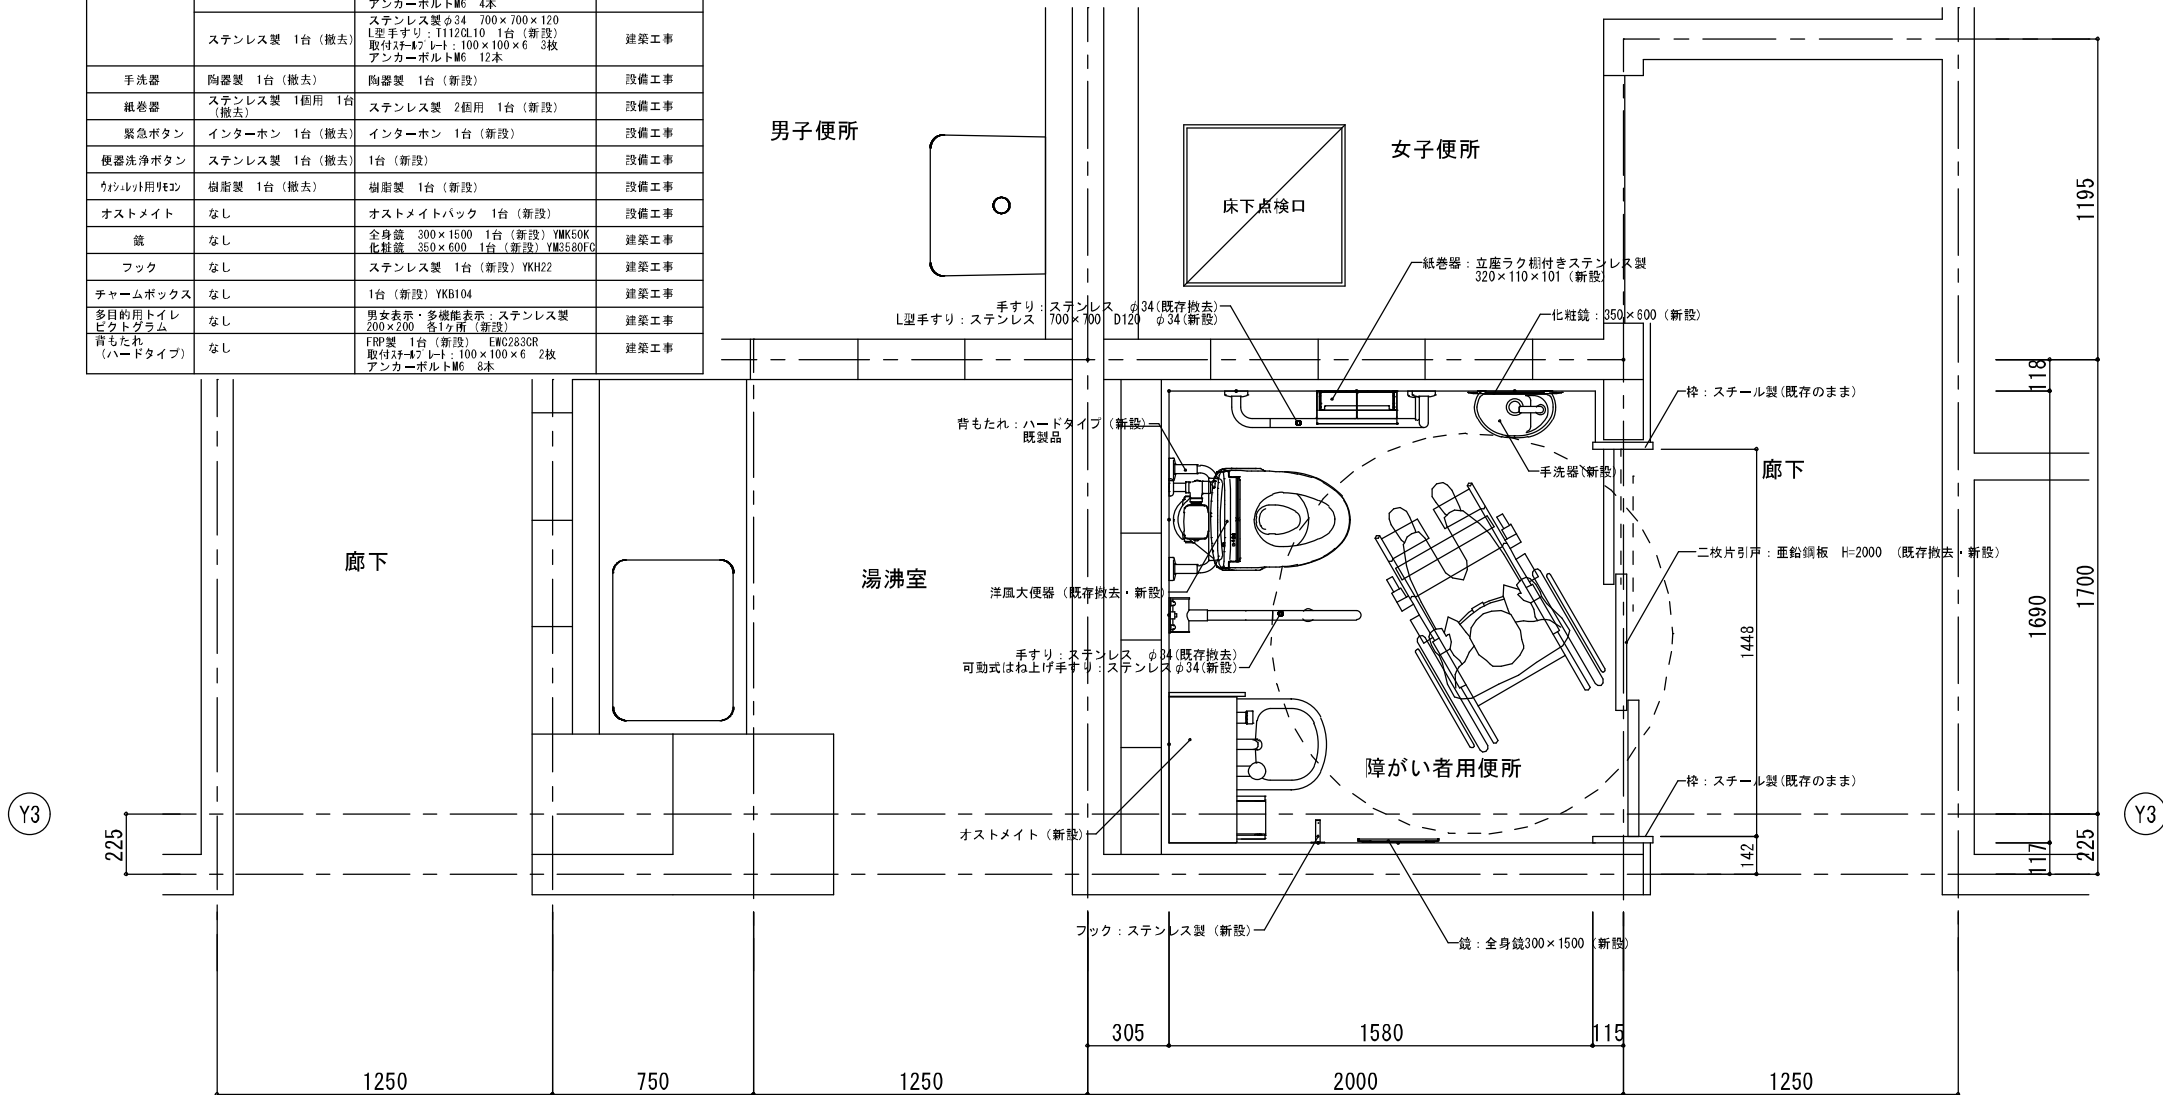 アンカーボルトM6 4本
ステンレス製 1台（撤去）
ステンレス製φ34 700×700×120
L型手すり：T112CL10 1台（新設）
取付ｽﾁｰﾙﾌﾟﾚｰﾄ：100×100×6 3枚
アンカーボルトM6 12本
建築工事
手洗器 陶器製 1台（撤去） 陶器製 1台（新設） 設備工事
紙巻器 ステンレス製 1個用 1台（撤去） ステンレス製 2個用 1台（新設） 設備工事
緊急ボタン インターホン 1台（撤去） インターホン 1台（新設） 設備工事
便器洗浄ボタン ステンレス製 1台（撤去） 1台（新設） 設備工事
ｳｫｼｭﾚｯﾄ用ﾘﾓｺﾝ 樹脂製 1台（撤去） 樹脂製 1台（新設） 設備工事
オストメイト なし オストメイトパック 1台（新設） 設備工事
鏡 なし 全身鏡 300×1500 1台（新設）YMK50K
化粧鏡 350×600 1台（新設）YM3580FC
建築工事
フック なし ステンレス製 1台（新設）YKH22 建築工事
チャームボックス なし 1台（新設）YKB104 建築工事
多目的用トイレ
ピクトグラム
なし
男女表示・多機能表示：ステンレス製
200×200 各1ヶ所（新設）
建築工事
背もたれ
（ハードタイプ）
なし
FRP製 1台（新設） EWC283CR
取付ｽﾁｰﾙﾌﾟﾚｰﾄ：100×100×6 2枚
アンカーボルトM6 8本
建築工事
男子便所
女子便所
床下点検口
紙巻器：立座ラク棚付きステンレス製
320×110×101（新設）
手すり：ステンレス φ34(既存撤去)
L型手すり：ステンレス 700×700 D120 φ34(新設)
化粧鏡：350×600（新設）
枠：スチール製(既存のまま)
背もたれ：ハードタイプ（新設）
既製品
手洗器(新設)
廊下
二枚片引戸：亜鉛鋼板 H=2000 （既存撤去・新設）
廊下
湯沸室
洋風大便器（既存撤去・新設）
手すり：ステンレス φ34(既存撤去)
可動式はね上げ手すり：ステンレスφ34(新設)
障がい者用便所
枠：スチール製(既存のまま)
オストメイト（新設）
フック：ステンレス製（新設）
鏡：全身鏡300×1500（新設）
Y3
Y3
225
1195
118
1700
1690
1448
142
117
225
305
1580
115
1250
750
1250
2000
1250